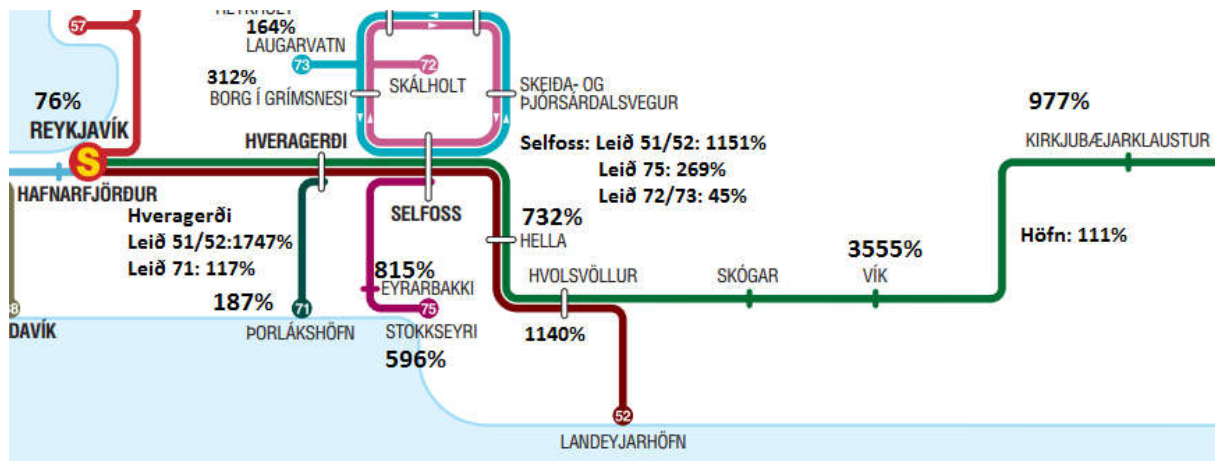 57
164%
LAUGARVATN
73
72
312%
BORG Í GRÍMSNESI
SKÁLHOLT
SKEIÐA- OG
ÞJÓRSÁRDALSVEGUR
76%
REYKJAVÍK
S
HAFNARFJÖRÐUR
HVERAGERÐI
Selfoss: Leið 51/52: 1151%
Leið 75: 269%
Leið 72/73: 45%
977%
KIRKJUBÆJARKLAUSTUR
Hveragerði
Leið 51/52:1747%
Leið 71: 117%
SELFOSS
732%
HELLA
Höfn: 111%
187%
71
ÞORLÁKSHÖFN
815%
EYRARBAKKI
75
STOKKSEYRI
596%
HVOLSVÖLLUR
1140%
SKÓGAR
3555%
VÍK
DAVÍK
52
LANDEYJARHÖFN